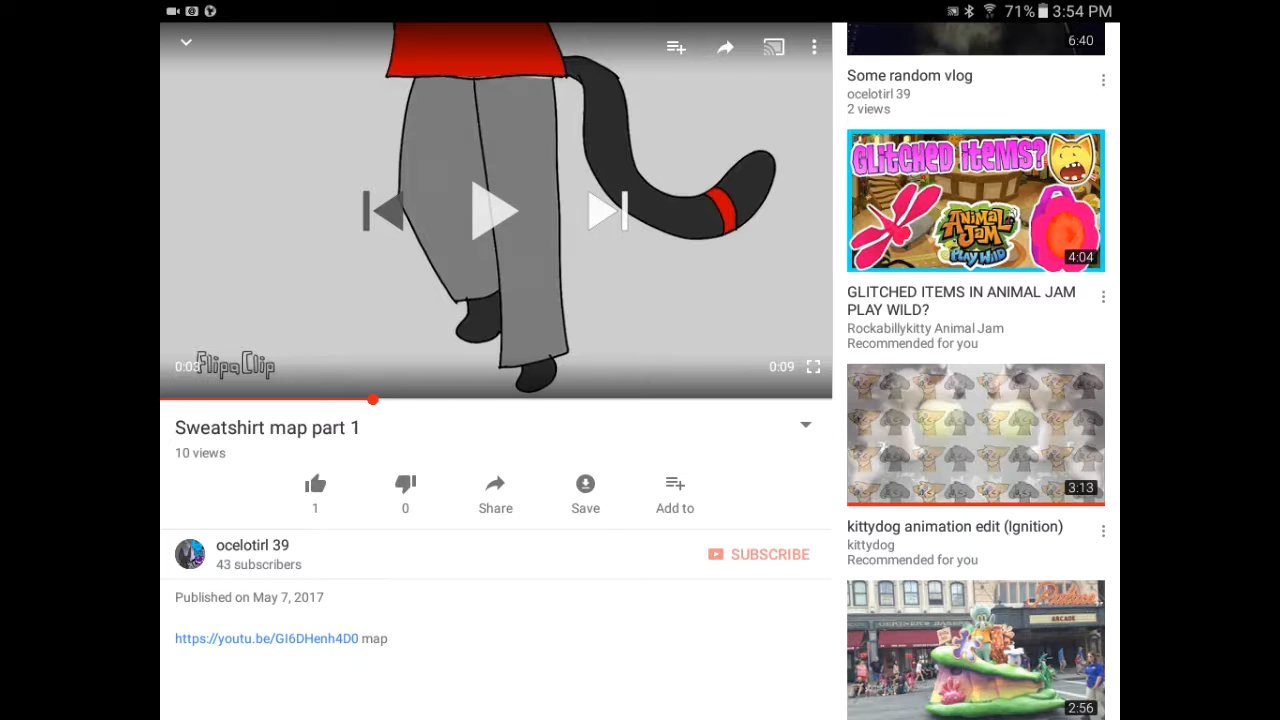 71% 3:54 PM
0:03
FlipaClip
0:09
Sweatshirt map part 1
10 views
1
0
Share
Save
Add to
ocelotirl 39
43 subscribers
SUBSCRIBE
Published on May 7, 2017
https://youtu.be/GI6DHenh4D0 map
6:40
Some random vlog
ocelotirl 39
2 views
GLitCHED itEMS?
ANIMAL
JAM
PLAY WILD
4:04
GLITCHED ITEMS IN ANIMAL JAM
PLAY WILD?
Rockabillykitty Animal Jam
Recommended for you
3:13
kittydog animation edit (Ignition)
kittydog
Recommended for you
ARCADE
2:56